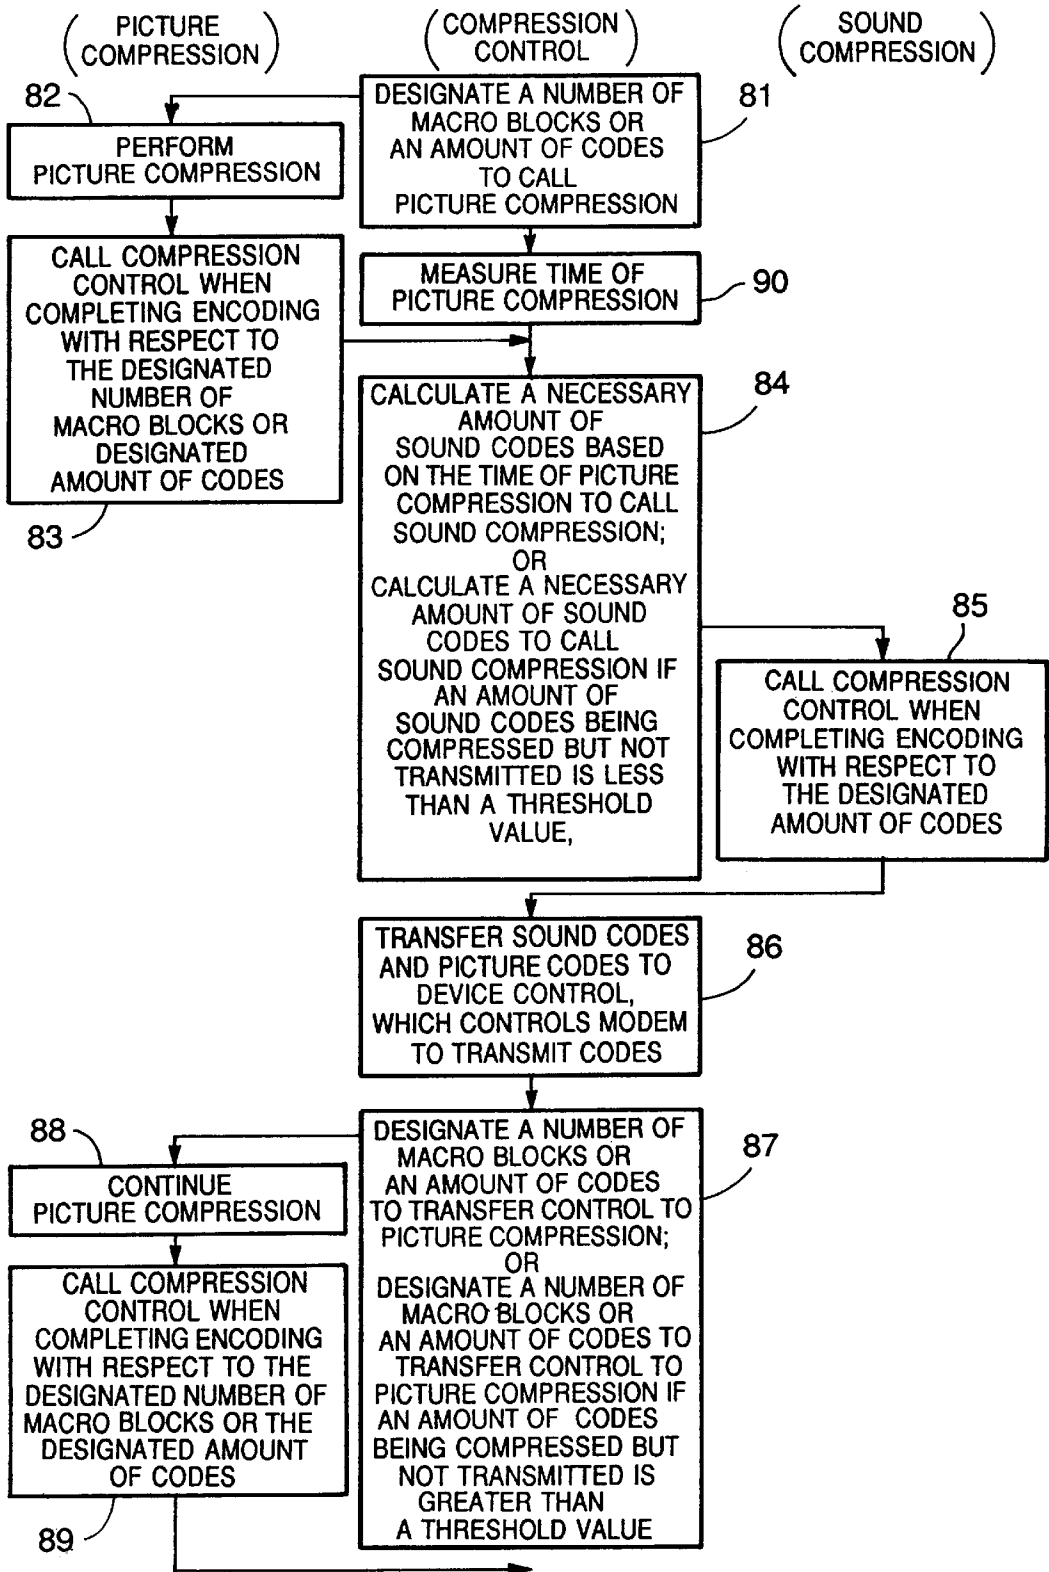 (PICTURE
COMPRESSION)
(COMPRESSION
CONTROL)
(SOUND
COMPRESSION)
82
PERFORM
PICTURE COMPRESSION
DESIGNATE A NUMBER OF
MACRO BLOCKS OR
AN AMOUNT OF CODES
TO CALL
PICTURE COMPRESSION
81
MEASURE TIME OF
PICTURE COMPRESSION
90
CALL COMPRESSION
CONTROL WHEN
COMPLETING ENCODING
WITH RESPECT TO
THE DESIGNATED
NUMBER OF
MACRO BLOCKS OR
DESIGNATED
AMOUNT OF CODES
83
CALCULATE A NECESSARY
AMOUNT OF
SOUND CODES BASED
ON THE TIME OF PICTURE
COMPRESSION TO CALL
SOUND COMPRESSION;
OR
CALCULATE A NECESSARY
AMOUNT OF SOUND
CODES TO CALL
SOUND COMPRESSION IF
AN AMOUNT OF
SOUND CODES BEING
COMPRESSED BUT NOT
TRANSMITTED IS LESS
THAN A THRESHOLD
VALUE,
84
85
CALL COMPRESSION
CONTROL WHEN
COMPLETING ENCODING
WITH RESPECT TO
THE DESIGNATED
AMOUNT OF CODES
TRANSFER SOUND CODES
AND PICTURE CODES TO
DEVICE CONTROL,
WHICH CONTROLS MODEM
TO TRANSMIT CODES
86
88
CONTINUE
PICTURE COMPRESSION
DESIGNATE A NUMBER OF
MACRO BLOCKS OR
AN AMOUNT OF CODES
TO TRANSFER CONTROL TO
PICTURE COMPRESSION;
OR
DESIGNATE A NUMBER OF
MACRO BLOCKS OR
AN AMOUNT OF CODES TO
TRANSFER CONTROL TO
PICTURE COMPRESSION IF
AN AMOUNT OF CODES
BEING COMPRESSED BUT
NOT TRANSMITTED IS
GREATER THAN
A THRESHOLD VALUE
87
CALL COMPRESSION
CONTROL WHEN
COMPLETING ENCODING
WITH RESPECT TO THE
DESIGNATED NUMBER OF
MACRO BLOCKS OR THE
DESIGNATED AMOUNT
OF CODES
89